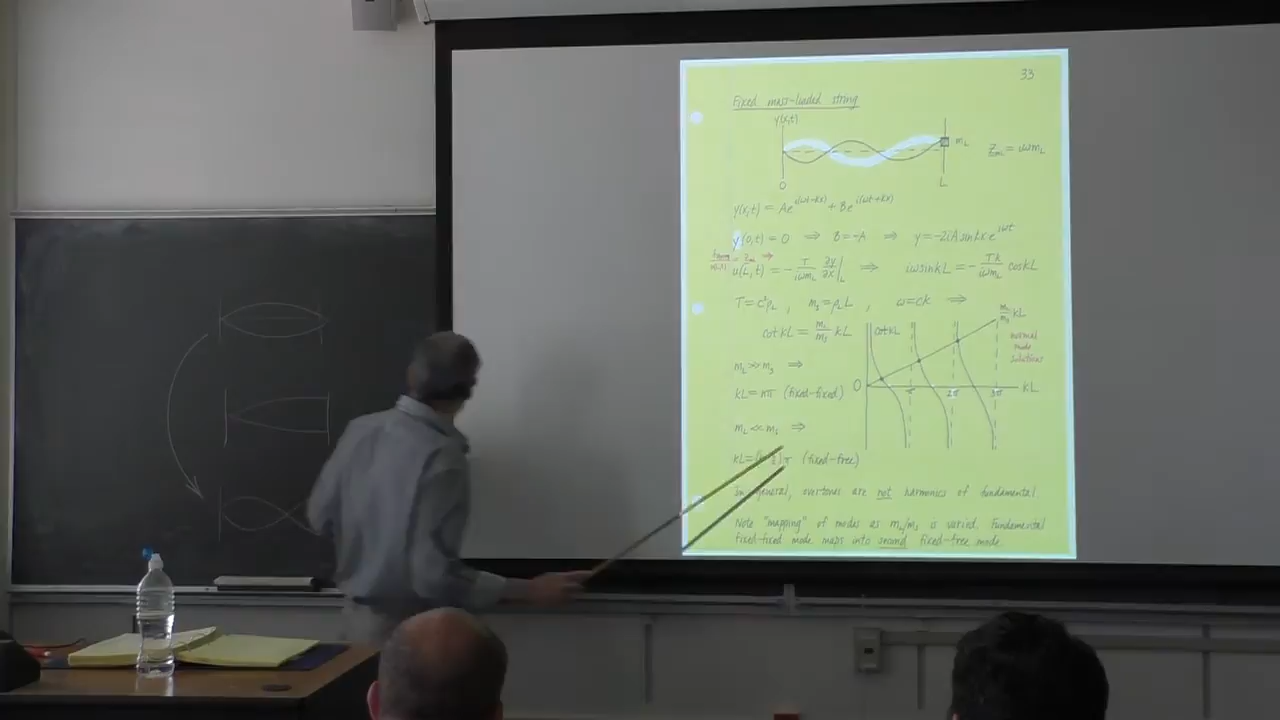 33
Fixed mass-loaded string
y(x,t)
m_L
Z_mL = iωm_L
0
L
y(x,t) = Ae^{i(ωt-kx)} + Be^{i(ωt+kx)}
y(0,t) = 0 ⇒ B = -A ⇒ y = -2iA sin kx e^{iωt}
u(L,t) = - T/(iωm_L) ∂y/∂x|_L ⇒ iω sin kL = - Tk/(iωm_L) cos kL
T = c²ρ_L , m_s = ρ_L L , ω = ck ⇒
cot kL = m_L/m_s kL
cot kL
m_L/m_s kL
normal
mode
solutions
m_L ≫ m_s ⇒
0
π
2π
3π
kL
kL = nπ (fixed-fixed)
⇒
(fixed-free)
In general, overtones are not harmonics of fundamental.
Note "mapping" of modes as m_L/m_s is varied. Fundamental
fixed-fixed mode maps into second fixed-free mode.